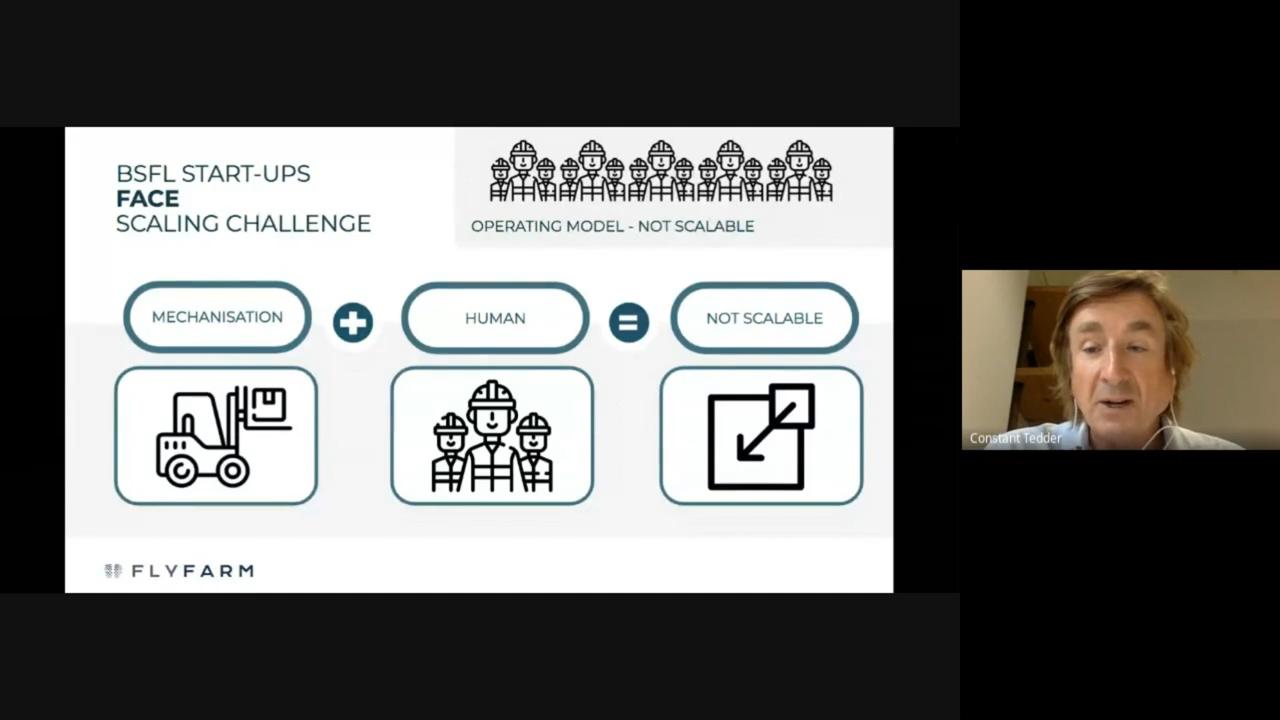 BSFL START-UPS
FACE
SCALING CHALLENGE
OPERATING MODEL - NOT SCALABLE
MECHANISATION
HUMAN
NOT SCALABLE
FLYFARM
Constant Tedder